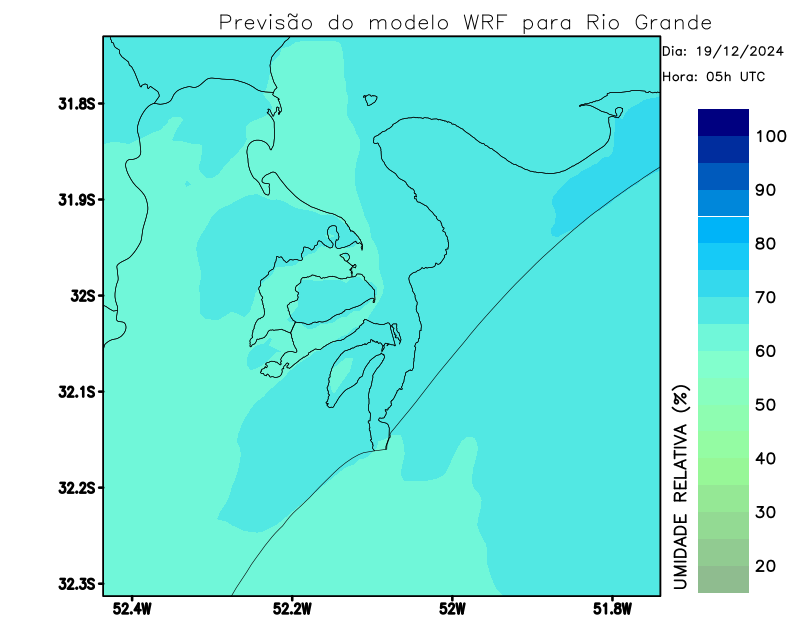 Previsão do modelo WRF para Rio Grande
Dia: 19/12/2024
Hora: 05h UTC
31.8S
31.9S
32S
32.1S
32.2S
32.3S
52.4W
52.2W
52W
51.8W
100
90
80
70
60
50
40
30
20
UMIDADE RELATIVA (%)